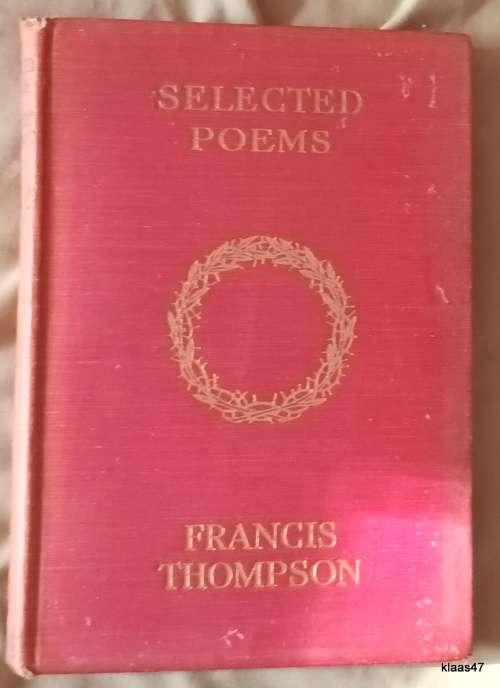 SELECTED
POEMS
FRANCIS
THOMPSON
klaas47